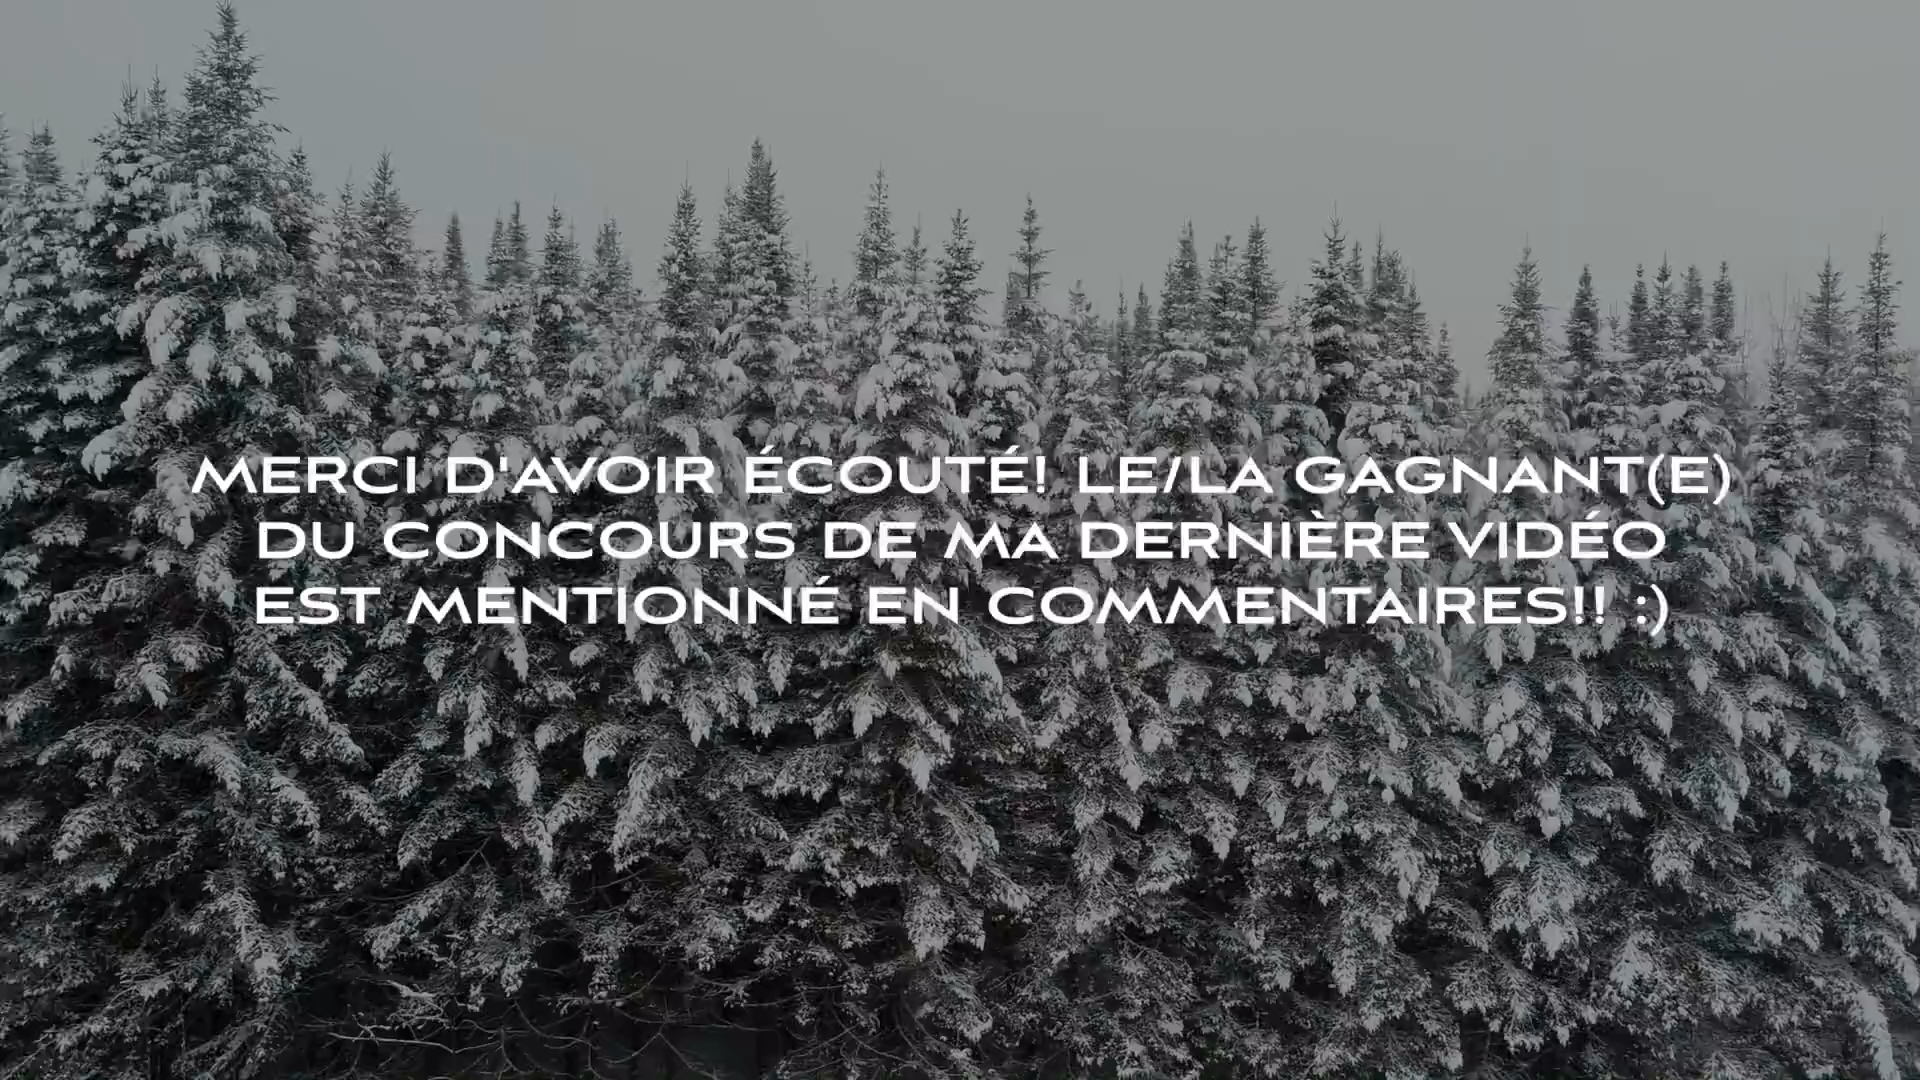 MERCI D'AVOIR ÉCOUTÉ! LE/LA GAGNANT(E)
DU CONCOURS DE MA DERNIÈRE VIDÉO
EST MENTIONNÉ EN COMMENTAIRES!! :)